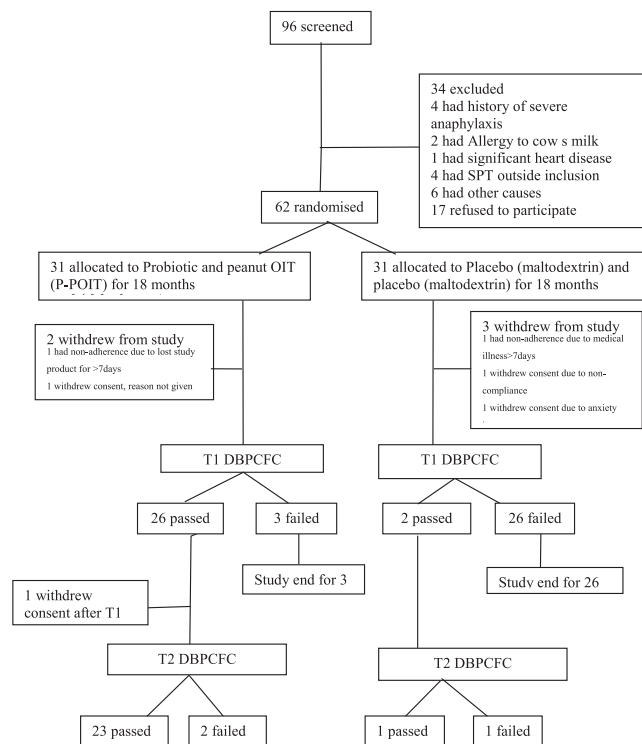 96 screened
34 excluded
4 had history of severe
anaphylaxis
2 had Allergy to cow s milk
1 had significant heart disease
4 had SPT outside inclusion
6 had other causes
17 refused to participate
62 randomised
31 allocated to Probiotic and peanut OIT
(P-POIT) for 18 months
31 allocated to Placebo (maltodextrin) and
placebo (maltodextrin) for 18 months
2 withdrew from study
1 had non-adherence due to lost study
product for >7days
1 withdrew consent, reason not given
3 withdrew from study
1 had non-adherence due to medical
illness>7days
1 withdrew consent due to non-
compliance
1 withdrew consent due to anxiety
T1 DBPCFC
T1 DBPCFC
26 passed
3 failed
2 passed
26 failed
Study end for 3
Study end for 26
1 withdrew
consent after T1
T2 DBPCFC
T2 DBPCFC
23 passed
2 failed
1 passed
1 failed